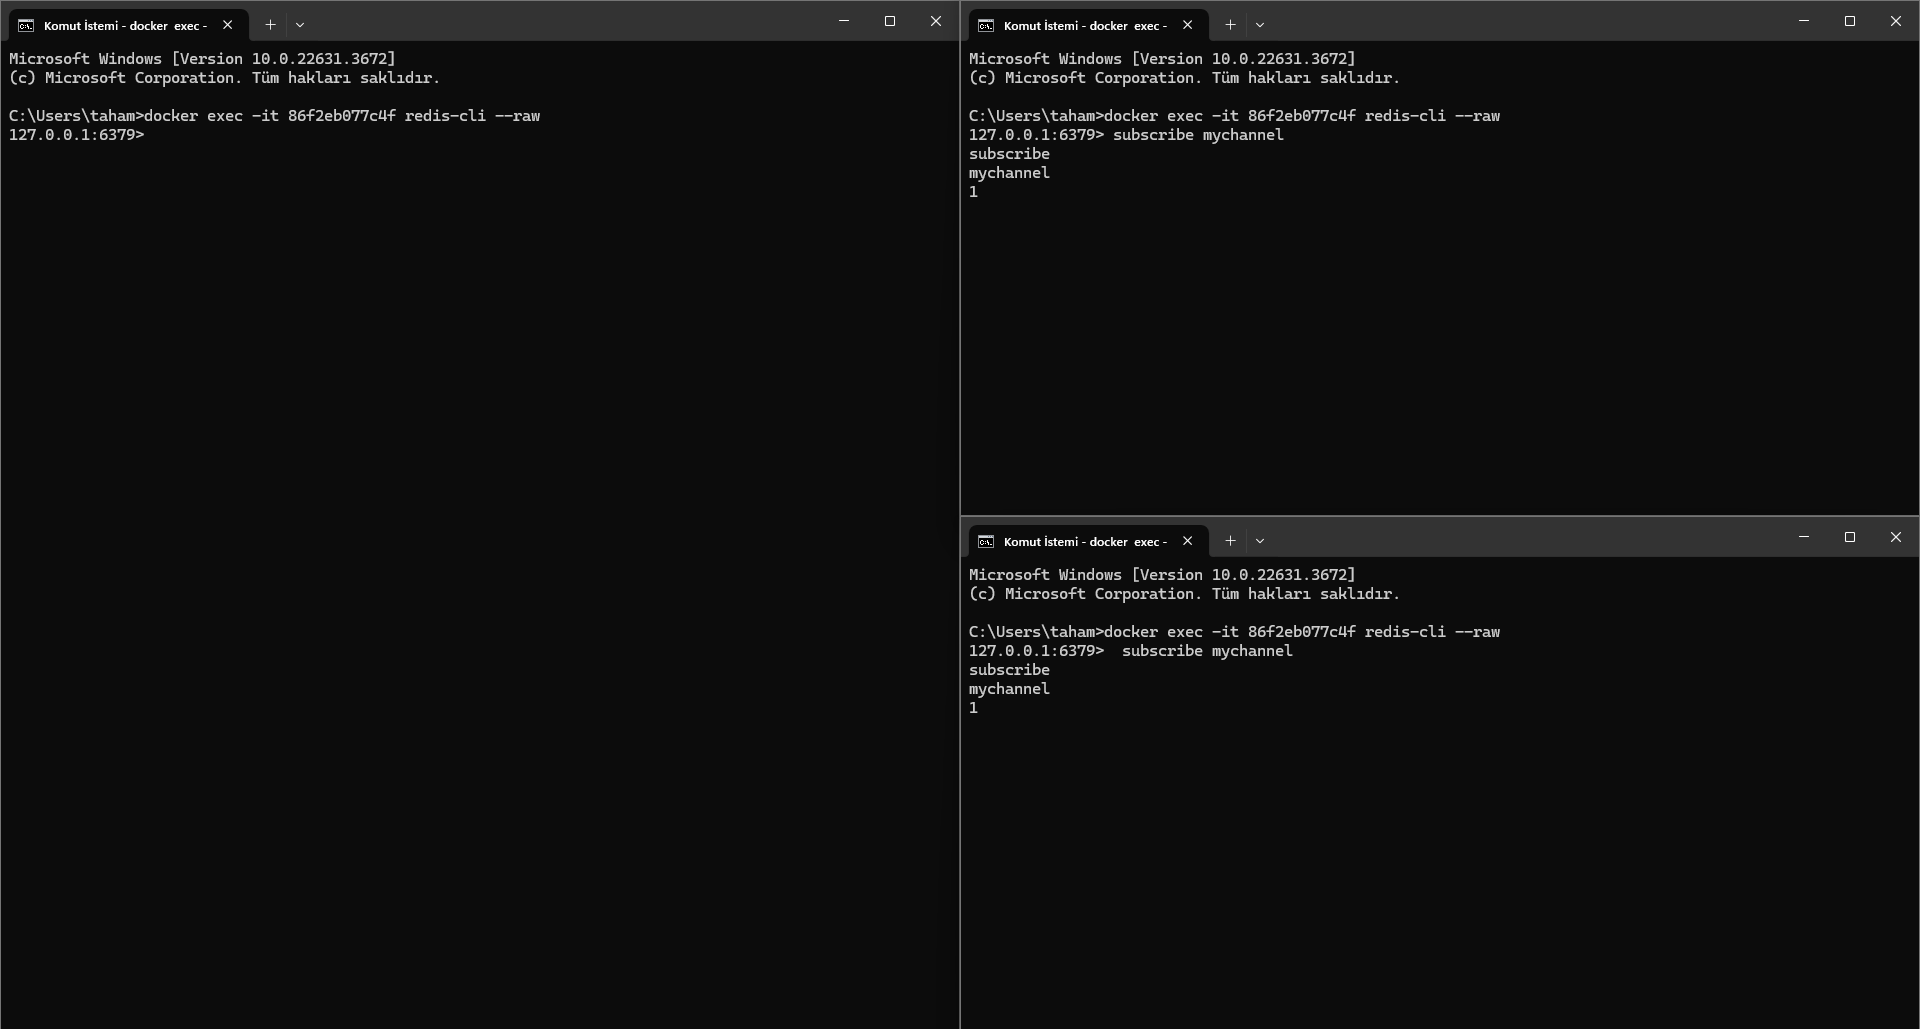 Komut İstemi - docker  exec -
Microsoft Windows [Version 10.0.22631.3672]
(c) Microsoft Corporation. Tüm hakları saklıdır.
C:\Users\taham>docker exec -it 86f2eb077c4f redis-cli --raw
127.0.0.1:6379>
Komut İstemi - docker  exec -
Microsoft Windows [Version 10.0.22631.3672]
(c) Microsoft Corporation. Tüm hakları saklıdır.
C:\Users\taham>docker exec -it 86f2eb077c4f redis-cli --raw
127.0.0.1:6379> subscribe mychannel
subscribe
mychannel
1
Komut İstemi - docker  exec -
Microsoft Windows [Version 10.0.22631.3672]
(c) Microsoft Corporation. Tüm hakları saklıdır.
C:\Users\taham>docker exec -it 86f2eb077c4f redis-cli --raw
127.0.0.1:6379>  subscribe mychannel
subscribe
mychannel
1